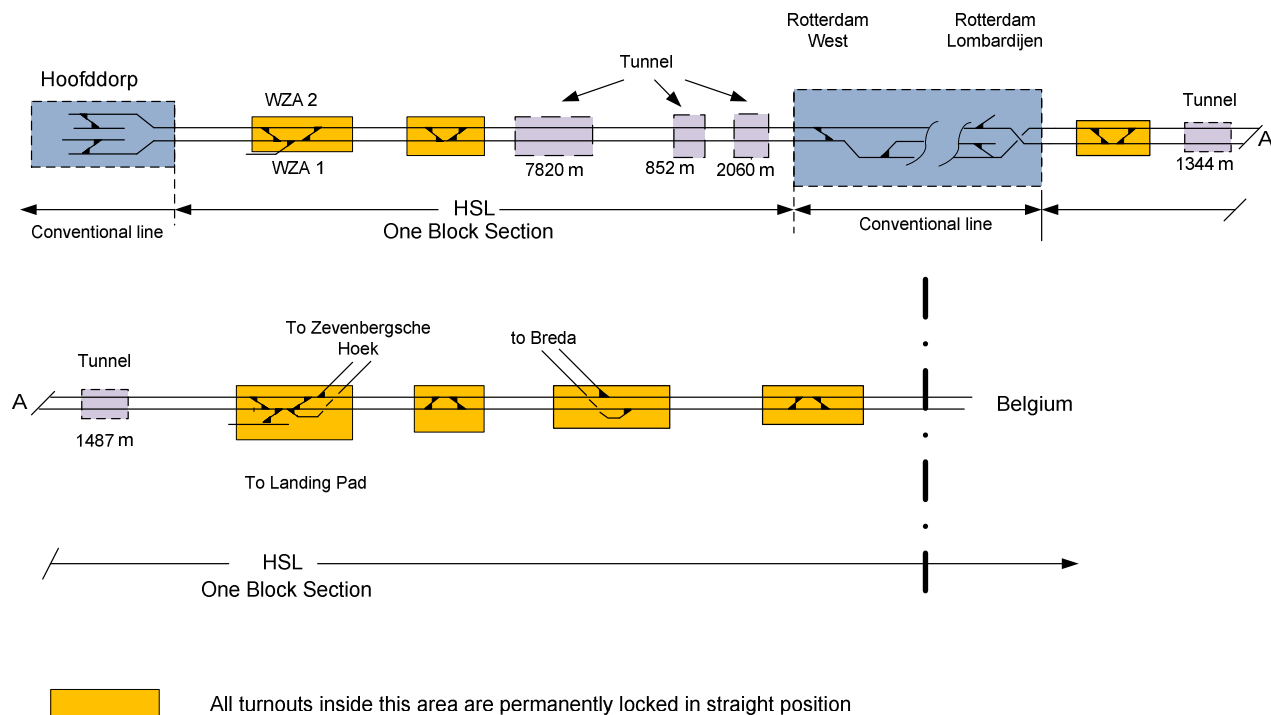 Rotterdam
West
Rotterdam
Lombardijen
Hoofddorp
Tunnel
WZA 2
Tunnel
A
WZA 1
7820 m
852 m
2060 m
1344 m
HSL
One Block Section
Conventional line
Conventional line
To Zevenbergsche
Hoek
to Breda
Tunnel
A
Belgium
1487 m
To Landing Pad
HSL
One Block Section
All turnouts inside this area are permanently locked in straight position